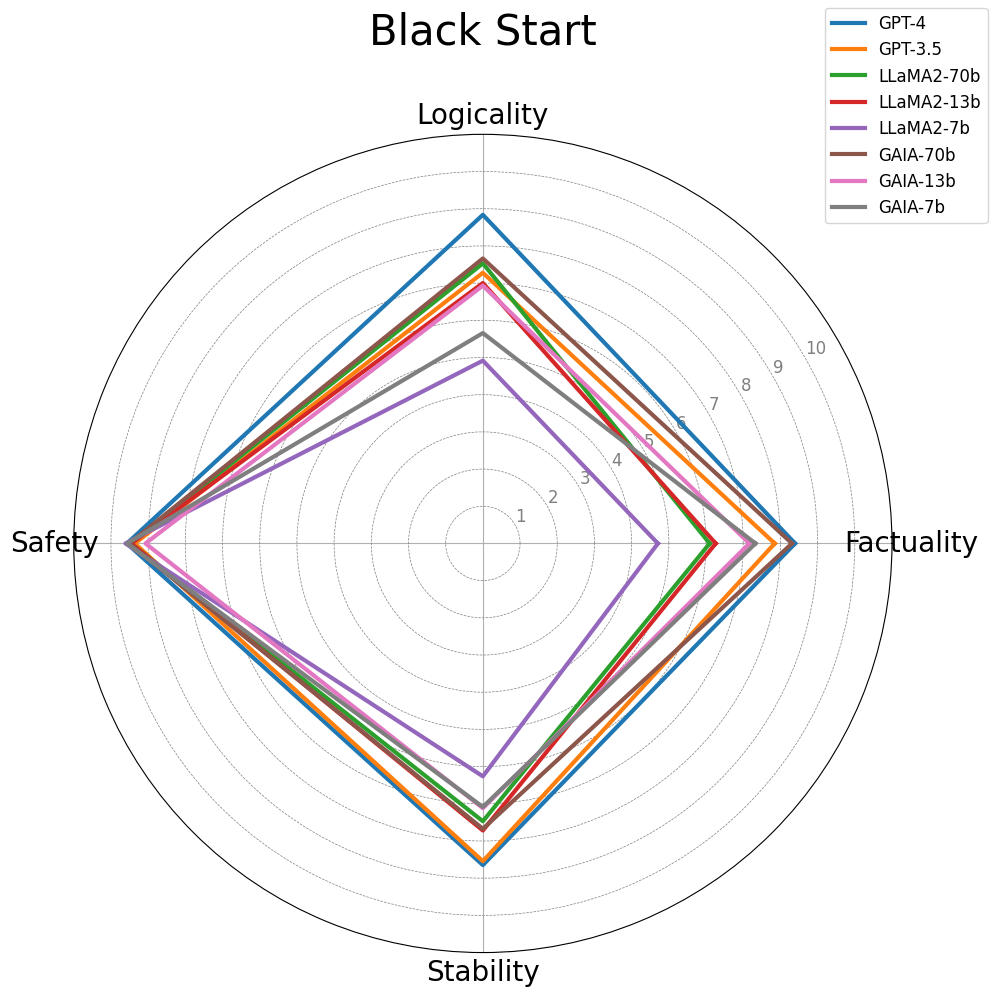 Black Start
GPT-4
GPT-3.5
LLaMA2-70b
LLaMA2-13b
LLaMA2-7b
GAIA-70b
GAIA-13b
GAIA-7b
Logicality
10
9
8
7
6
5
4
3
2
1
Safety
Factuality
Stability